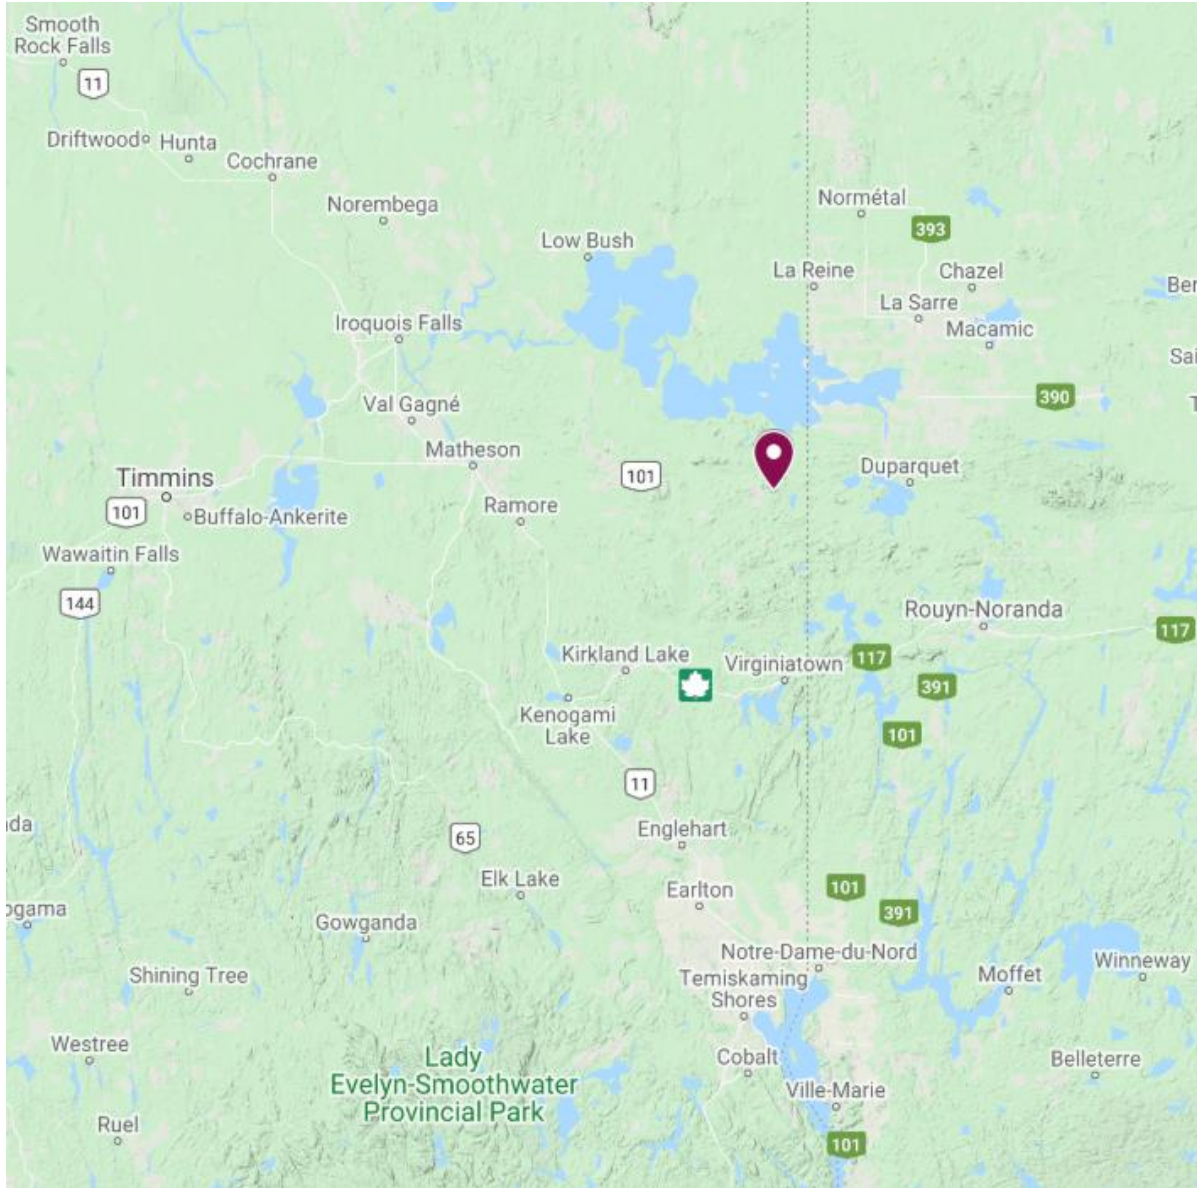 Smooth
Rock Falls
11
Driftwood
Hunta
Cochrane
Norembega
Normétal
393
Low Bush
La Reine
Chazel
Ber
La Sarre
Iroquois Falls
Macamic
Sai
390
T
Val Gagné
Matheson
101
Duparquet
Timmins
101
Buffalo-Ankerite
Ramore
Wawaitin Falls
144
Rouyn-Noranda
117
Kirkland Lake
Virginiatown
117
391
Kenogami
Lake
101
11
da
65
Englehart
Elk Lake
Earlton
101
391
ogama
Gowganda
Notre-Dame-du-Nord
Shining Tree
Temiskaming
Shores
Moffet
Winneway
Westree
Lady
Evelyn-Smoothwater
Provincial Park
Cobalt
Belleterre
Ville-Marie
Ruel
101